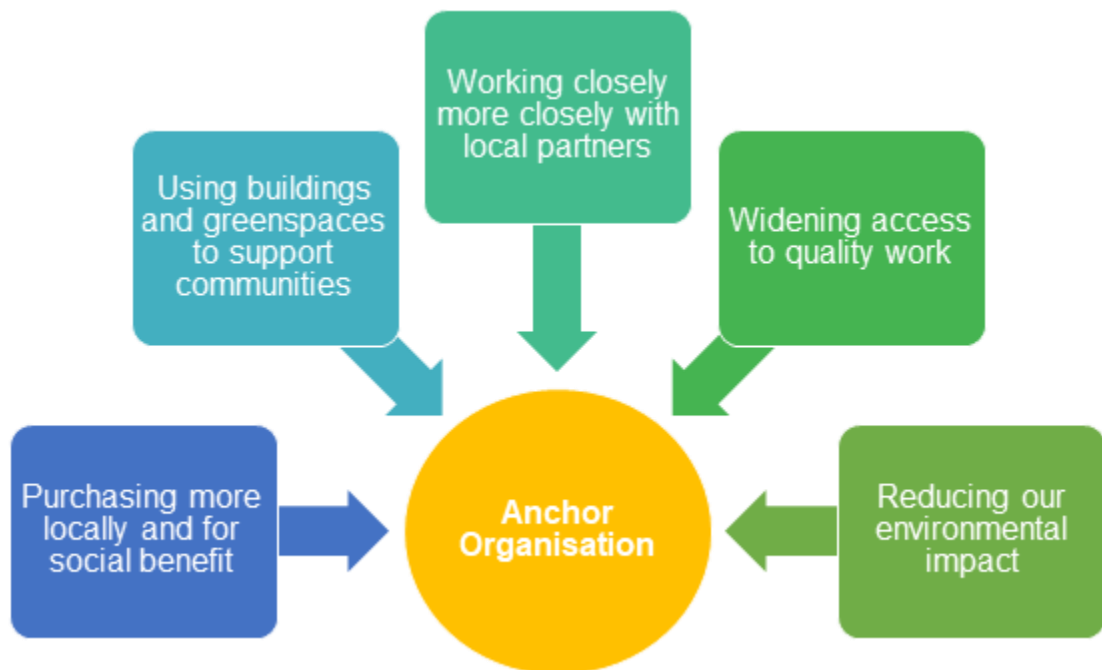 Working closely
more closely with
local partners
Using buildings
and greenspaces
to support
communities
Widening access
to quality work
Purchasing more
locally and for
social benefit
Anchor
Organisation
Reducing our
environmental
impact